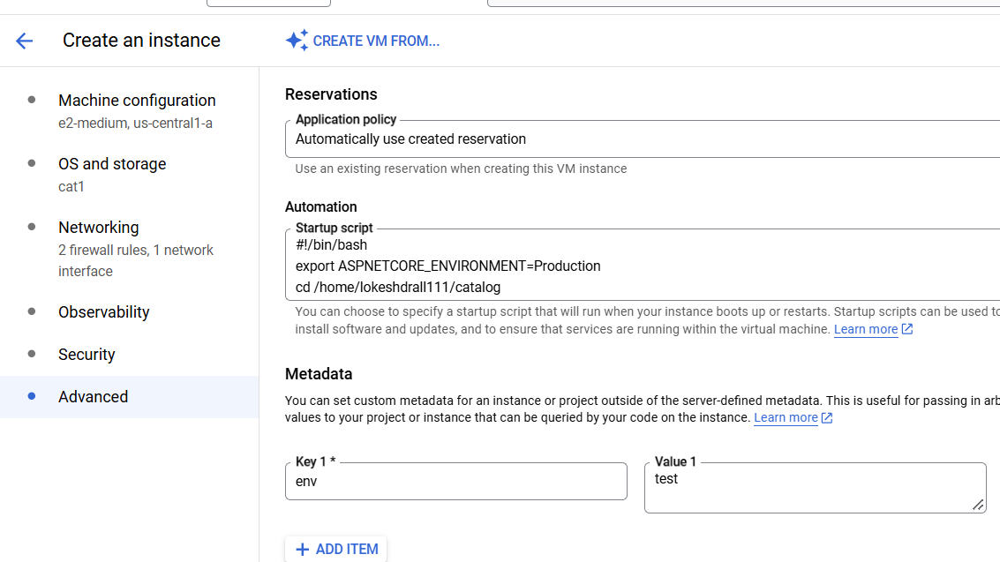 Create an instance
CREATE VM FROM...
Machine configuration
e2-medium, us-central1-a
OS and storage
cat1
Networking
2 firewall rules, 1 network
interface
Observability
Security
Advanced
Reservations
Application policy
Automatically use created reservation
Use an existing reservation when creating this VM instance
Automation
Startup script
#!/bin/bash
export ASPNETCORE_ENVIRONMENT=Production
cd /home/lokeshdrall111/catalog
You can choose to specify a startup script that will run when your instance boots up or restarts. Startup scripts can be used to
install software and updates, and to ensure that services are running within the virtual machine. Learn more
Metadata
You can set custom metadata for an instance or project outside of the server-defined metadata. This is useful for passing in arb
values to your project or instance that can be queried by your code on the instance. Learn more
Key 1 *
env
Value 1
test
+ ADD ITEM